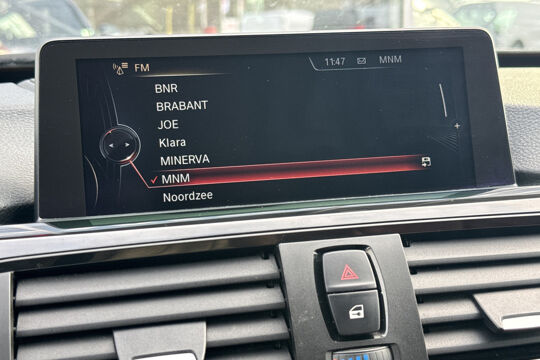 FM
11:47 MNM
BNR
BRABANT
JOE
Klara
MINERVA
MNM
Noordzee